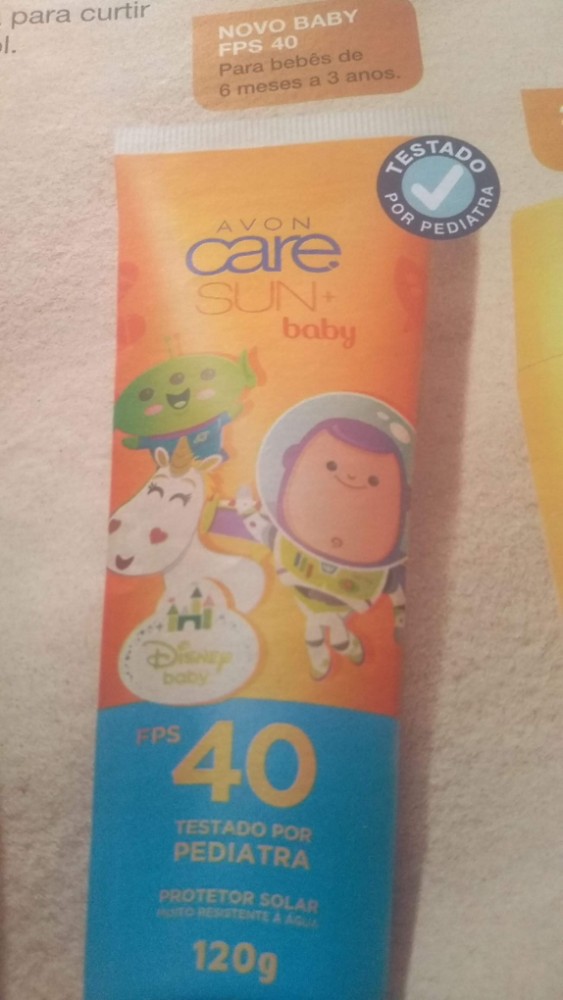 para curtir
l.
NOVO BABY
FPS 40
Para bebês de
6 meses a 3 anos.
TESTADO
POR PEDIATRA
AVON
care
SUN+
baby
Disney
baby
FPS 40
TESTADO POR
PEDIATRA
PROTETOR SOLAR
MUITO RESISTENTE À ÁGUA
120g